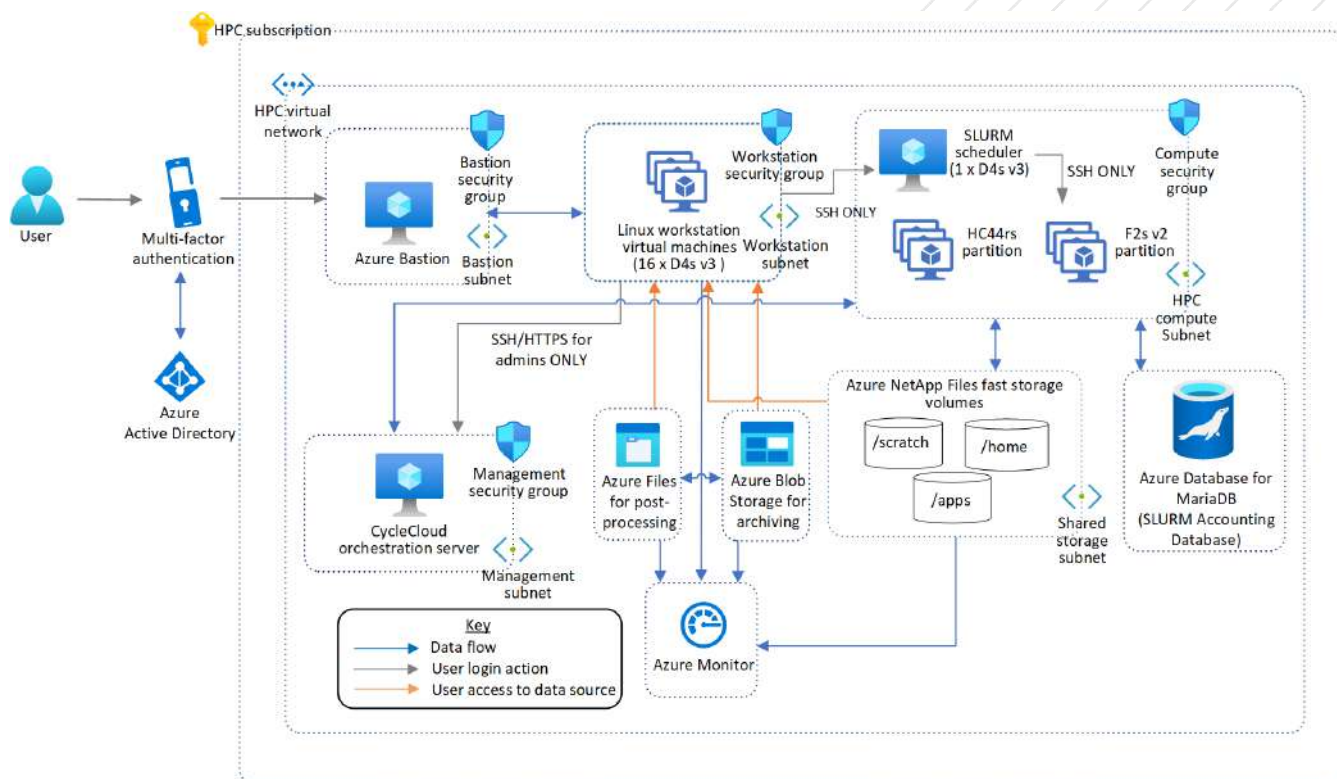 HPC subscription
HPC virtual
network
User
Multi-factor
authentication
Azure
Active Directory
Azure Bastion
Bastion
security
group
Bastion
subnet
Linux workstation
virtual machines
(16 x D4s v3 )
Workstation
security group
Workstation
subnet
SSH ONLY
SLURM
scheduler
(1 x D4s v3)
SSH ONLY
HC44rs
partition
F2s v2
partition
Compute
security
group
HPC
compute
Subnet
SSH/HTTPS for
admins ONLY
CycleCloud
orchestration server
Management
security group
Management
subnet
Azure Files
for post-
processing
Azure Blob
Storage for
archiving
Azure NetApp Files fast storage
volumes
/scratch
/home
/apps
Shared
storage
subnet
Azure Database for
MariaDB
(SLURM Accounting
Database)
Azure Monitor
Key
Data flow
User login action
User access to data source